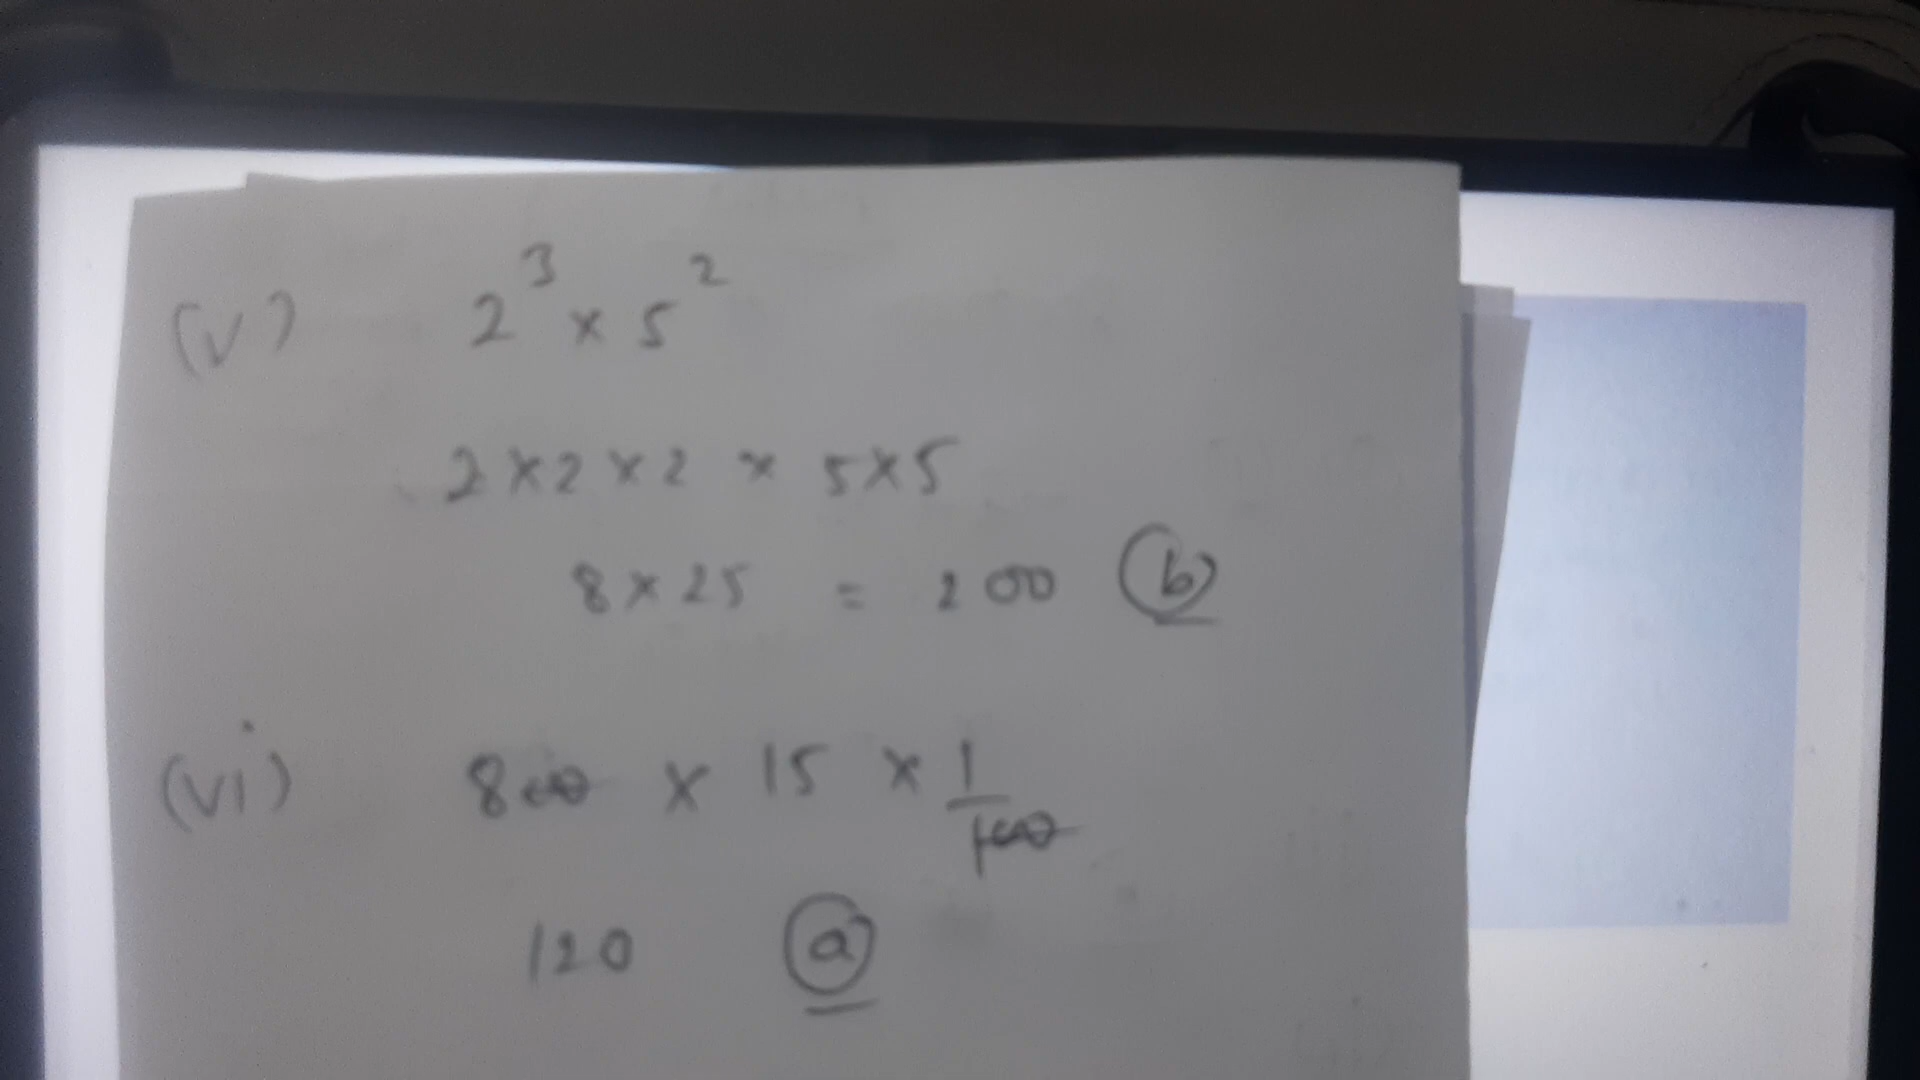 (v) 2³ × 5²
2 × 2 × 2 × 5 × 5
8 × 25 = 200 (b)
(vi) 800 × 15 × 1/100
120 (a)